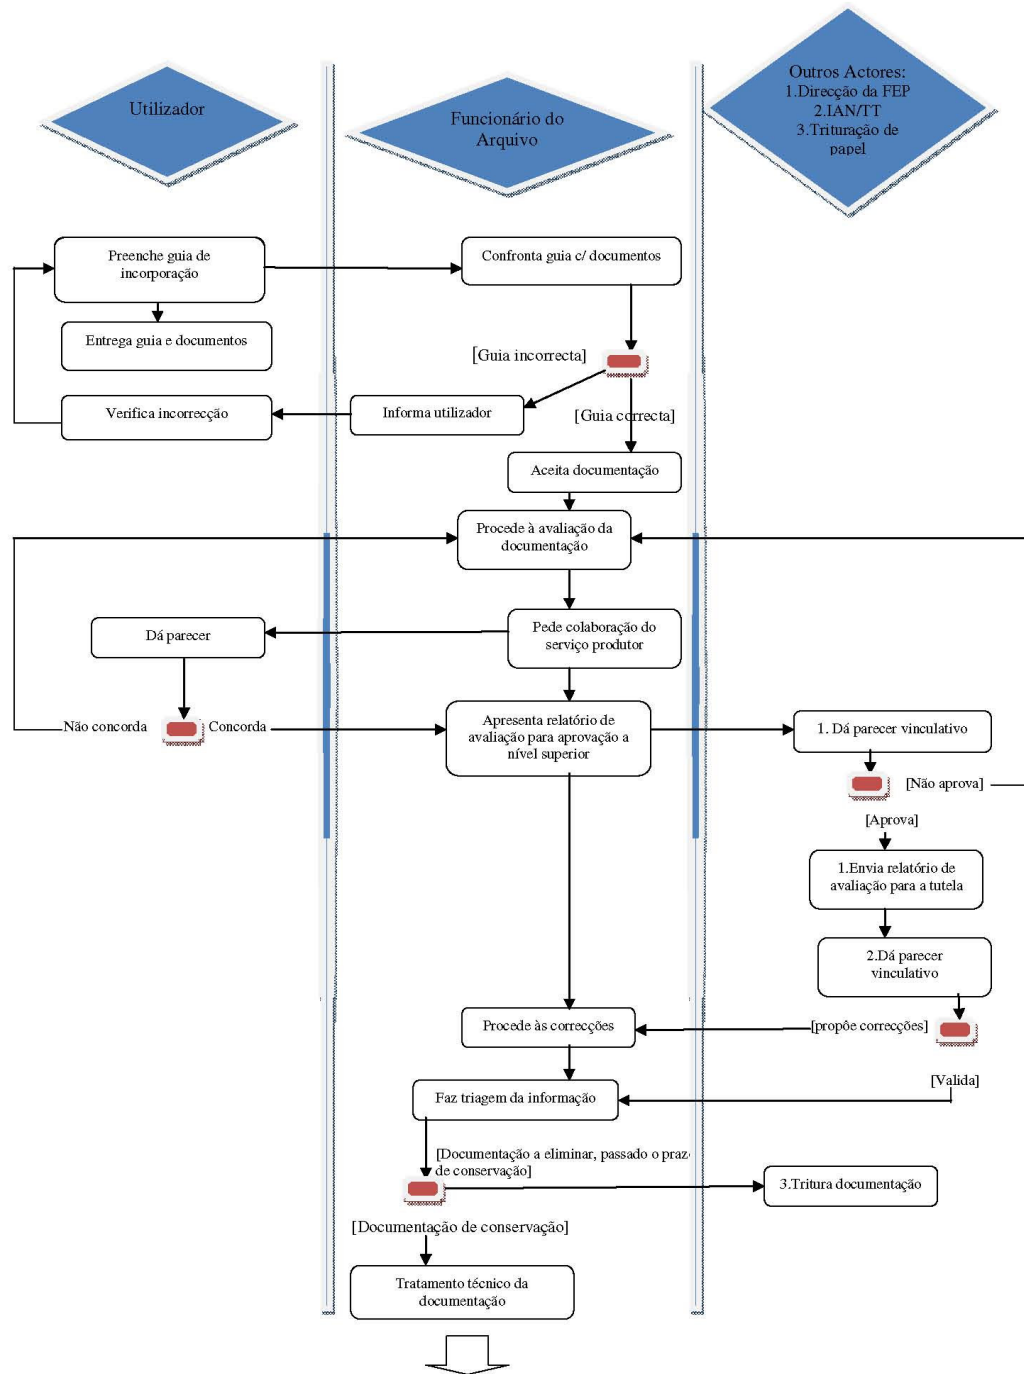 Utilizador
Funcionário do
Arquivo
Outros Actores:
1.Direcção da FEP
2.IAN/TT
3.Trituração de
papel
Preenche guia de
incorporação
Confronta guia c/ documentos
Entrega guia e documentos
[Guia incorrecta]
Verifica incorrecção
Informa utilizador
[Guia correcta]
Aceita documentação
Procede à avaliação da
documentação
Dá parecer
Pede colaboração do
serviço produtor
Não concorda
Concorda
Apresenta relatório de
avaliação para aprovação a
nível superior
1. Dá parecer vinculativo
[Não aprova]
[Aprova]
1.Envia relatório de
avaliação para a tutela
2.Dá parecer
vinculativo
Procede às correcções
[propõe correcções]
[Valida]
Faz triagem da informação
[Documentação a eliminar, passado o prazo
de conservação]
3.Tritura documentação
[Documentação de conservação]
Tratamento técnico da
documentação